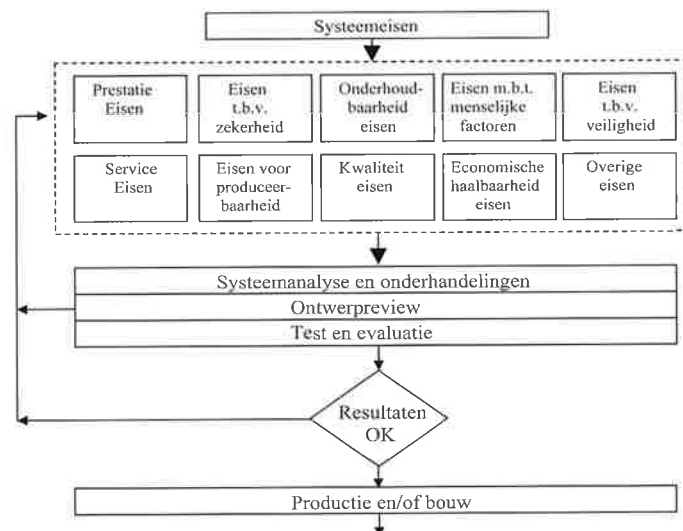 Systeemeisen
Prestatie
Eisen
Eisen
t.b.v.
zekerheid
Onderhoud-
baarheid
eisen
Eisen m.b.t.
menselijke
factoren
Eisen
t.b.v.
veiligheid
Service
Eisen
Eisen voor
produceer-
baarheid
Kwaliteit
eisen
Economische
haalbaarheid
eisen
Overige
eisen
Systeemanalyse en onderhandelingen
Ontwerpreview
Test en evaluatie
Resultaten
OK
Productie en/of bouw